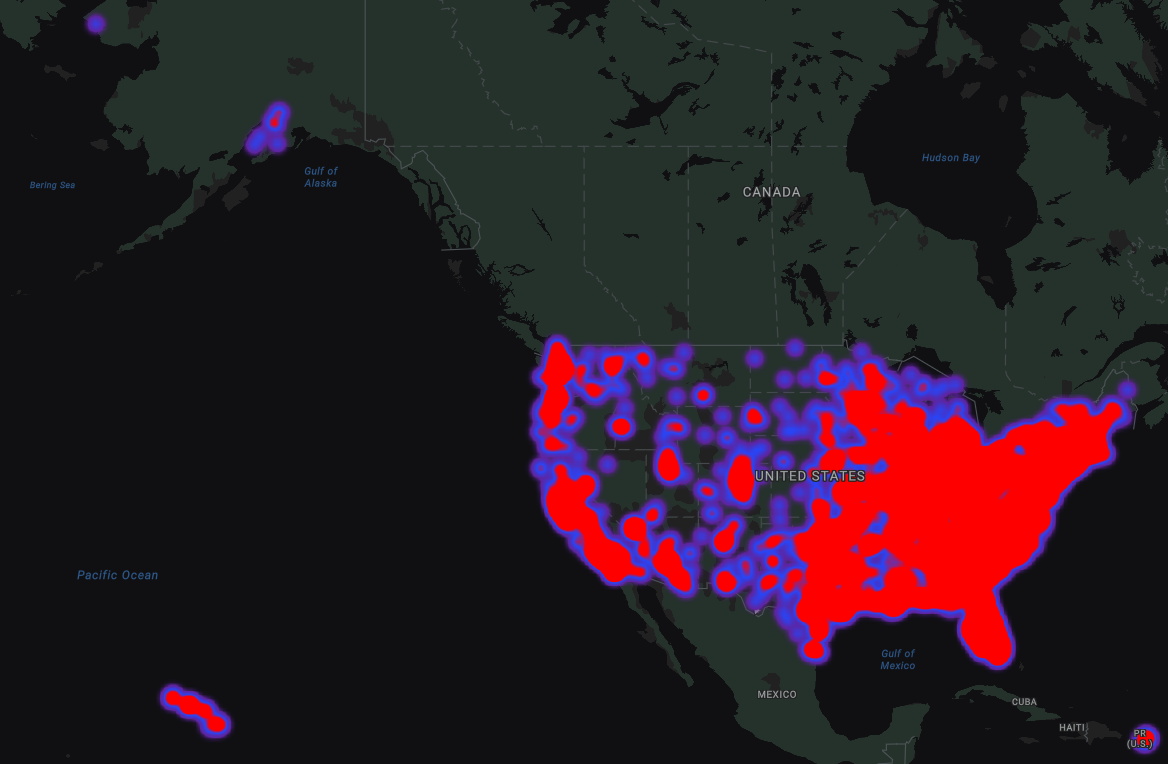 Bering Sea
Gulf of
Alaska
Hudson Bay
CANADA
UNITED STATES
Pacific Ocean
Gulf of
Mexico
MEXICO
CUBA
HAITI
PR
(U.S.)